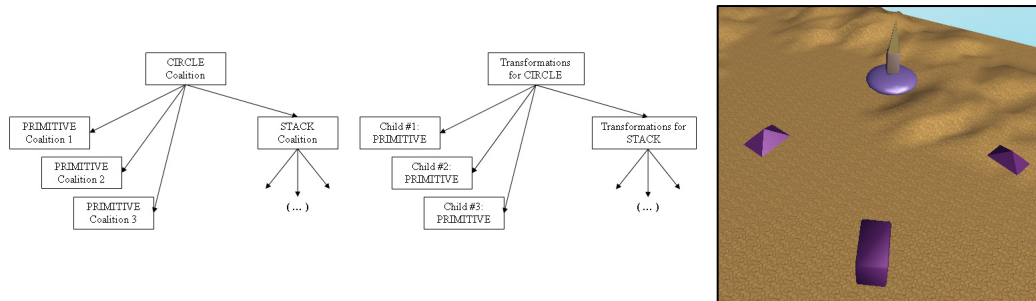 CIRCLE
Coalition
PRIMITIVE
Coalition 1
PRIMITIVE
Coalition 2
PRIMITIVE
Coalition 3
STACK
Coalition
(...)
Transformations
for CIRCLE
Child #1:
PRIMITIVE
Child #2:
PRIMITIVE
Child #3:
PRIMITIVE
Transformations for
STACK
(...)